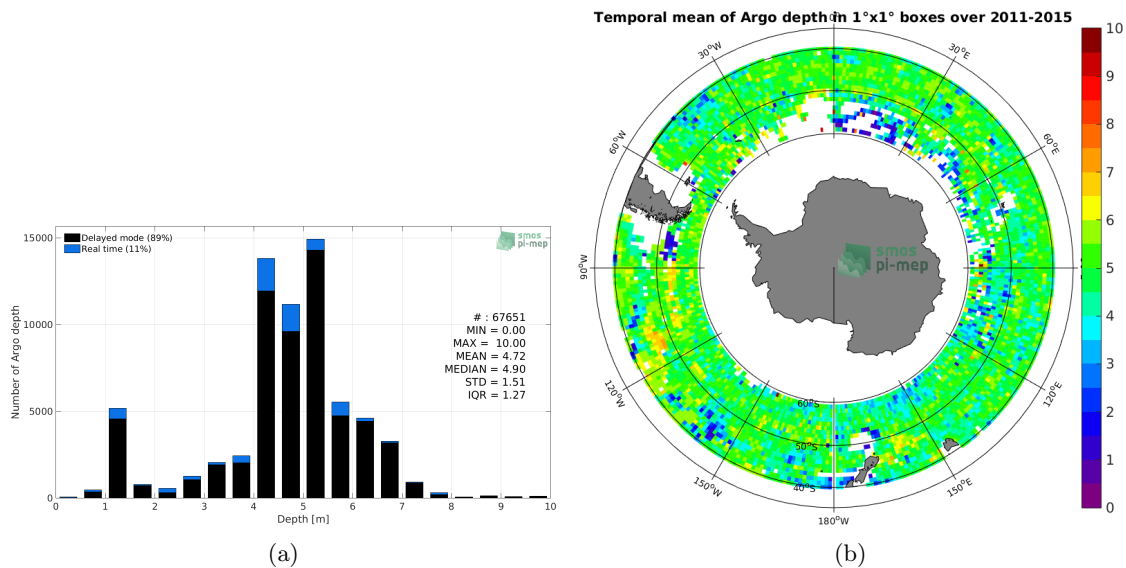 Temporal mean of Argo depth in 1°x1° boxes over 2011-2015
0°
30°W
30°E
60°W
60°E
90°W
120°W
120°E
150°W
150°E
180°W
60°S
50°S
40°S
smos
pi-mep
10
9
8
7
6
5
4
3
2
1
0
Delayed mode (89%)
Real time (11%)
smos
pi-mep
15000
10000
5000
0
Number of Argo depth
# : 67651
MIN = 0.00
MAX = 10.00
MEAN = 4.72
MEDIAN = 4.90
STD = 1.51
IQR = 1.27
0 1 2 3 4 5 6 7 8 9 10
Depth [m]
(a)
(b)